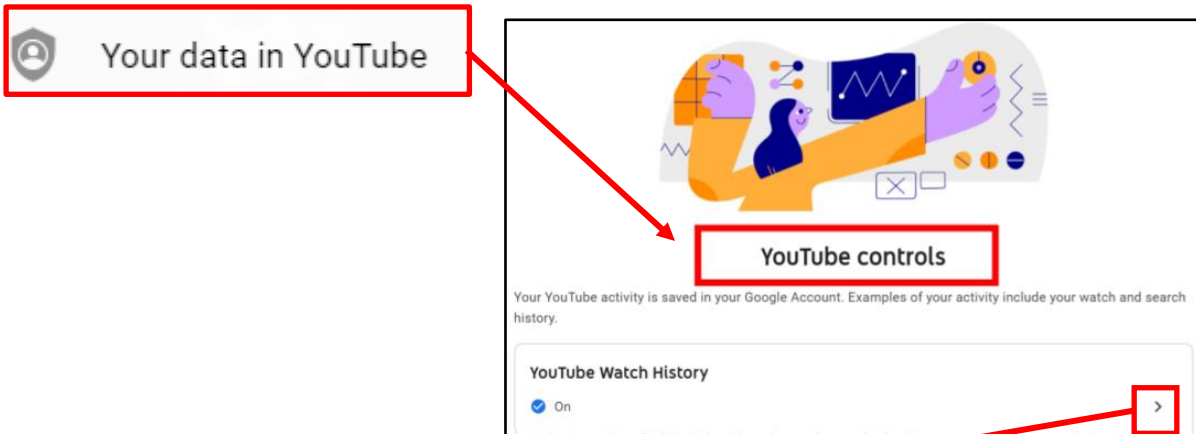 Your data in YouTube
YouTube controls
Your YouTube activity is saved in your Google Account. Examples of your activity include your watch and search
history.
YouTube Watch History
On